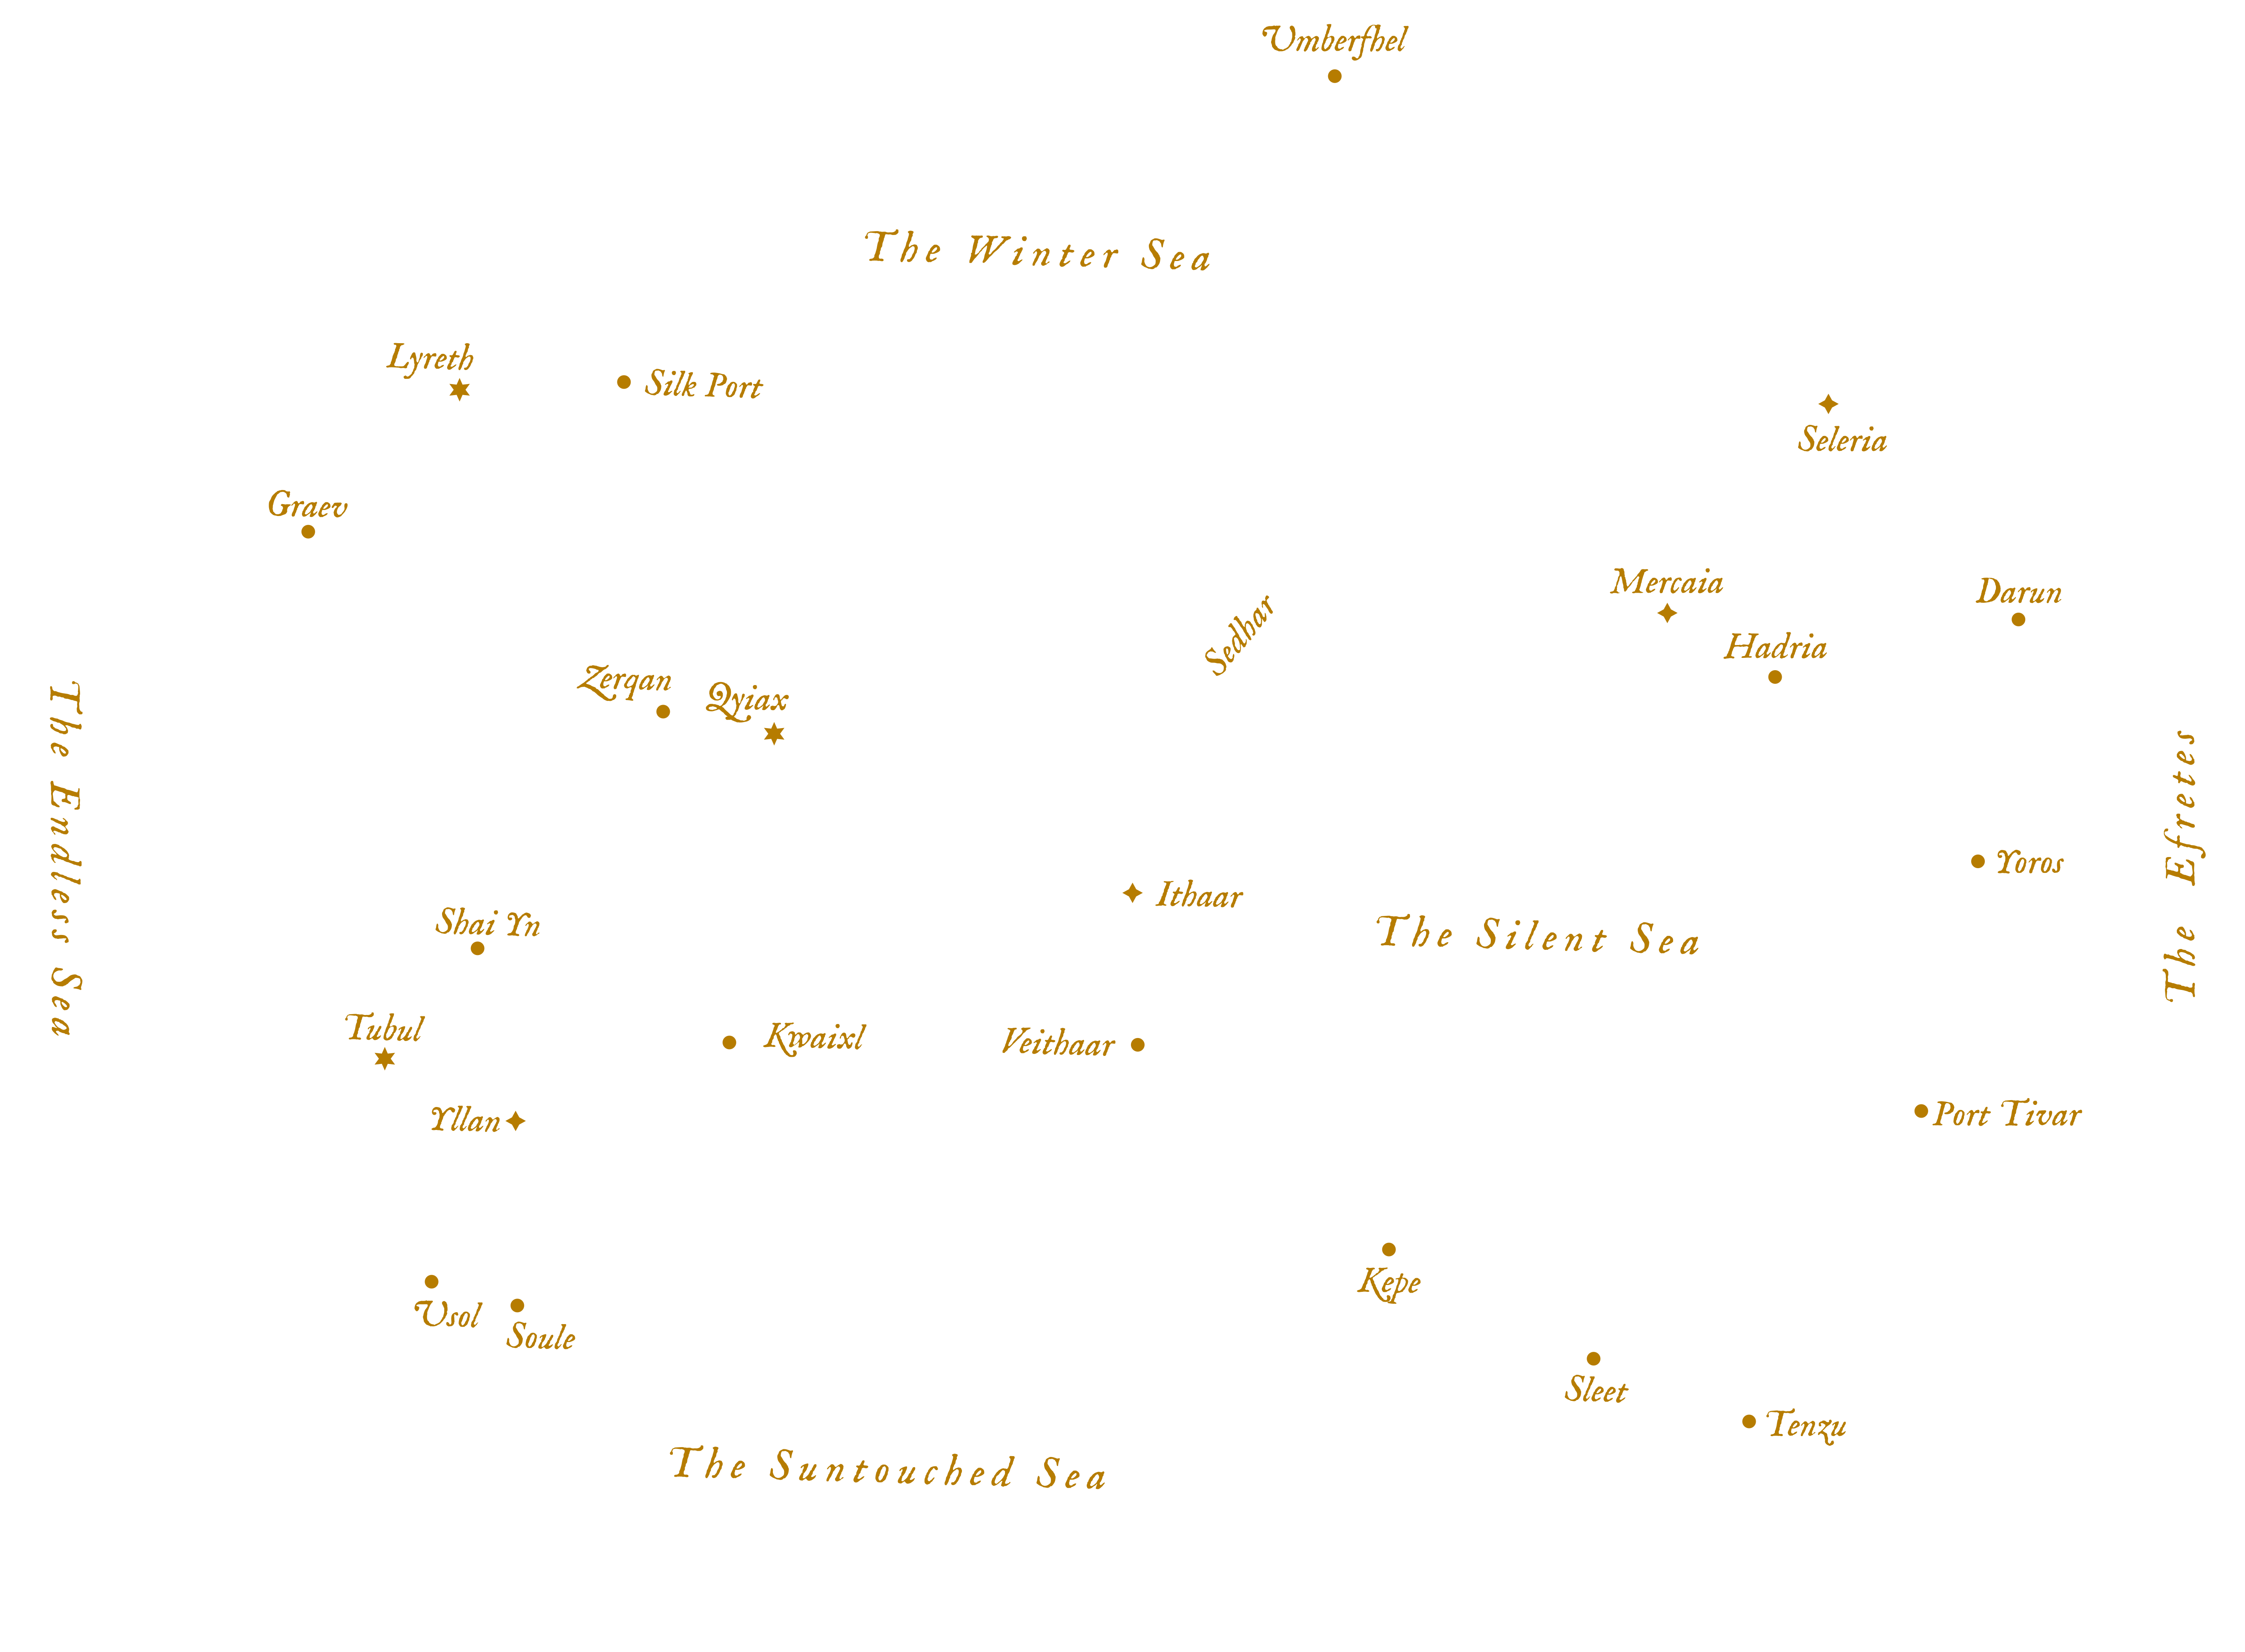 Umberfhel
The Winter Sea
Lyreth
Silk Port
Seleria
Graev
Mercaia
Darun
Sedhar
Hadria
Zerqan
Qyiax
The Endless Sea
The Efretes
Yoros
Ithaar
Shai Yn
The Silent Sea
Tubul
Kwaixl
Veithaar
Yllan
Port Tivar
Kepe
Usol
Soule
Sleet
Tenzu
The Suntouched Sea